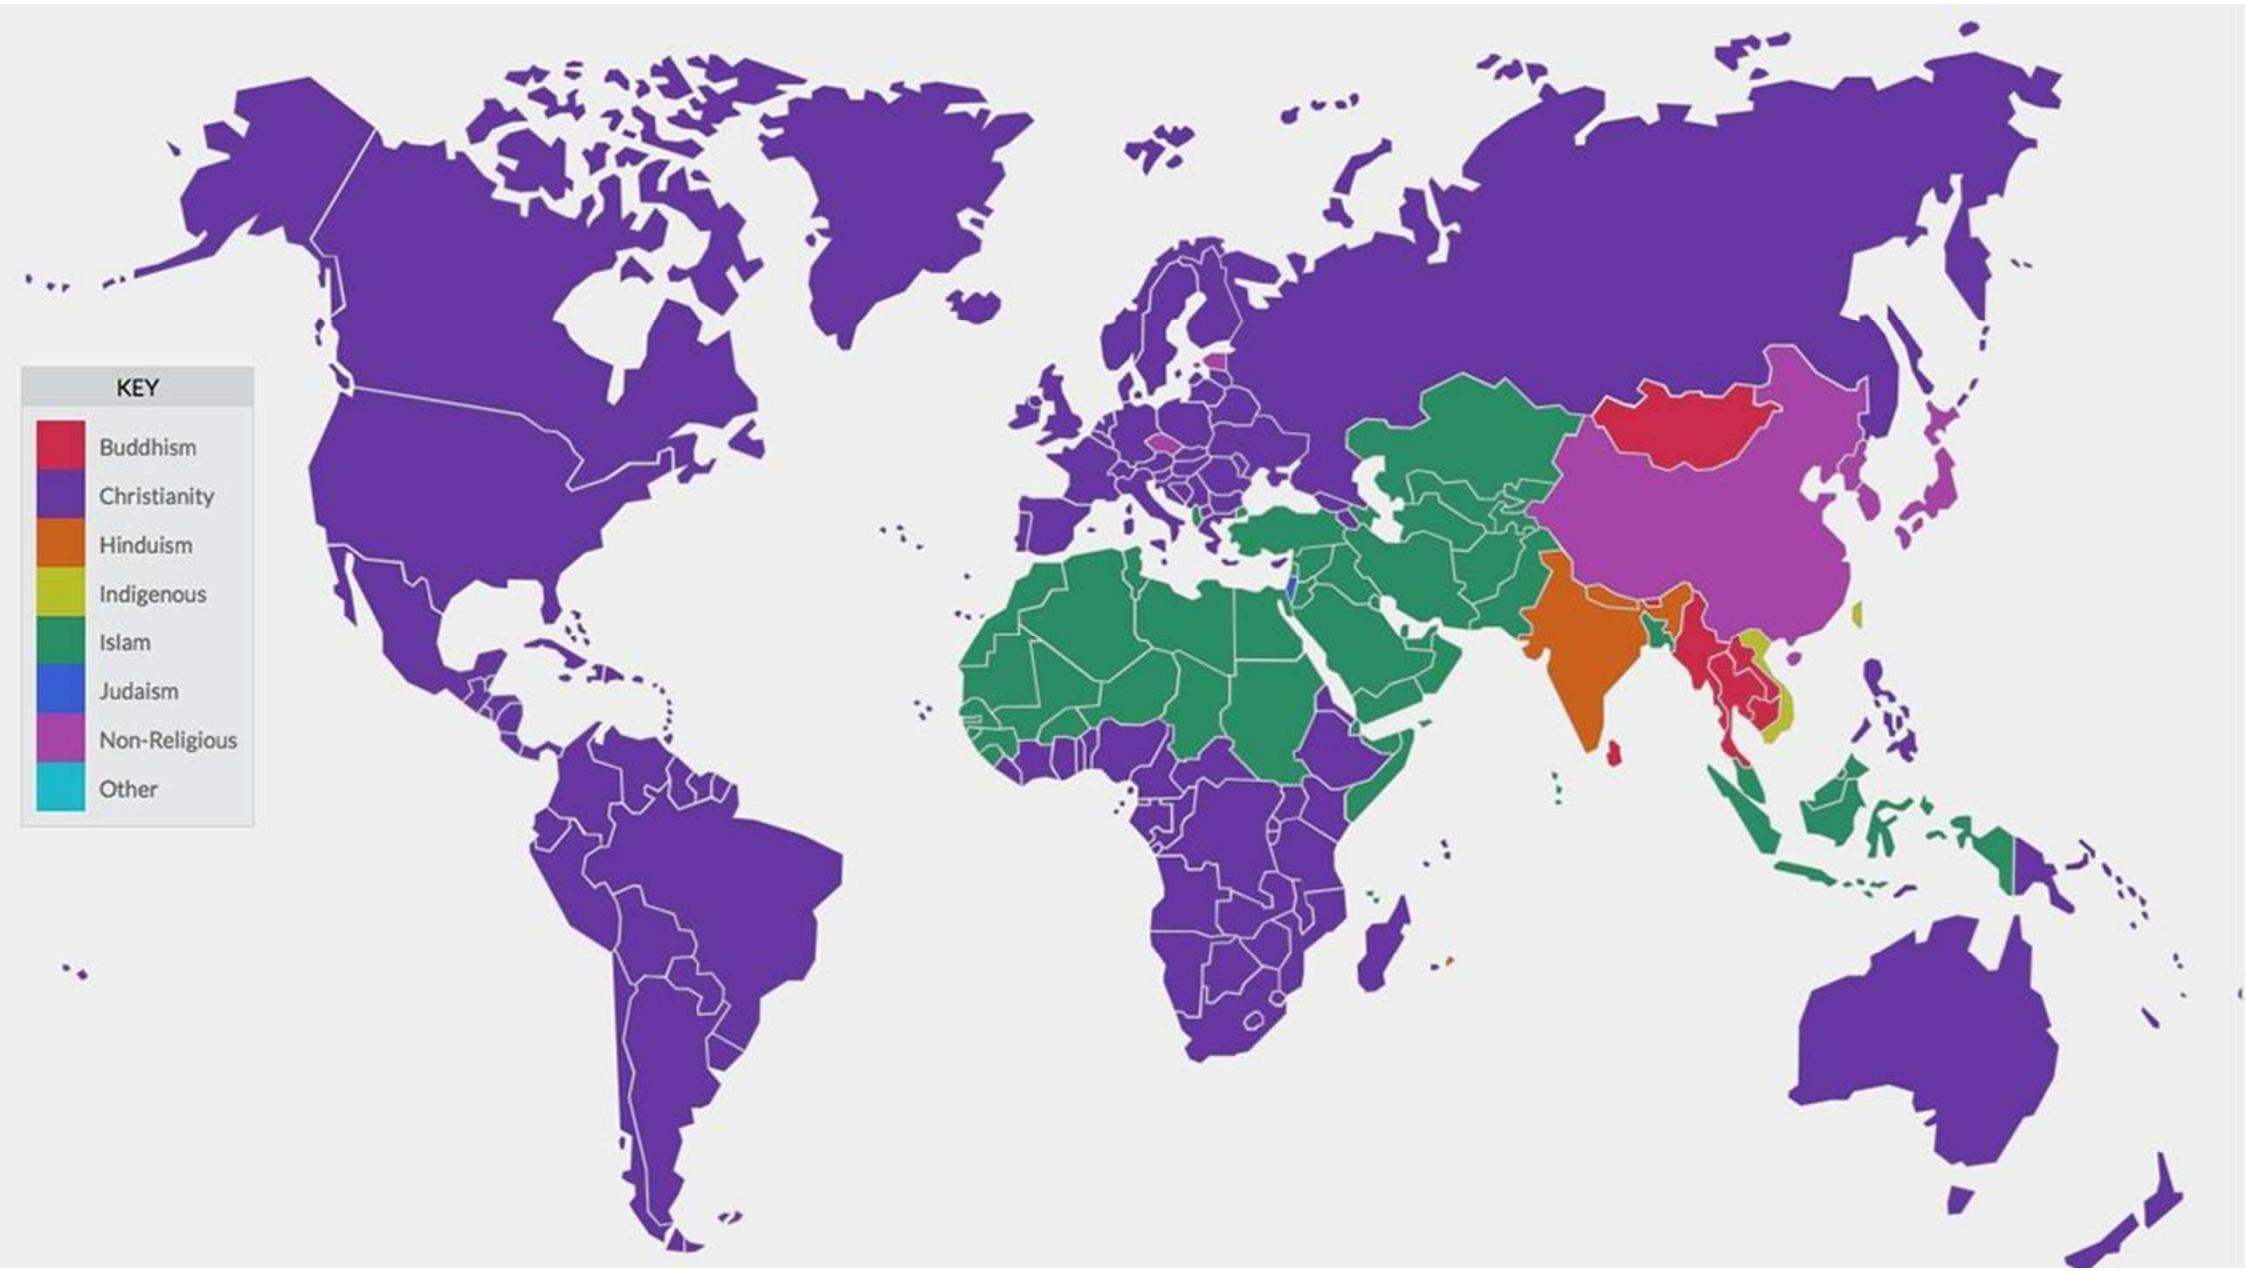 KEY
Buddhism
Christianity
Hinduism
Indigenous
Islam
Judaism
Non-Religious
Other